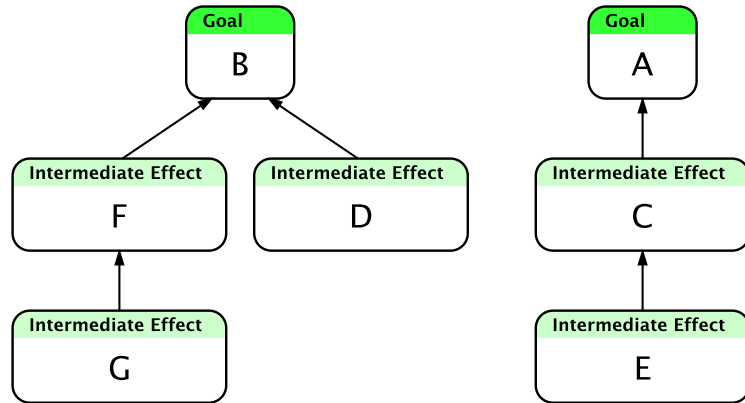 Goal
B
Goal
A
Intermediate Effect
F
Intermediate Effect
D
Intermediate Effect
C
Intermediate Effect
G
Intermediate Effect
E